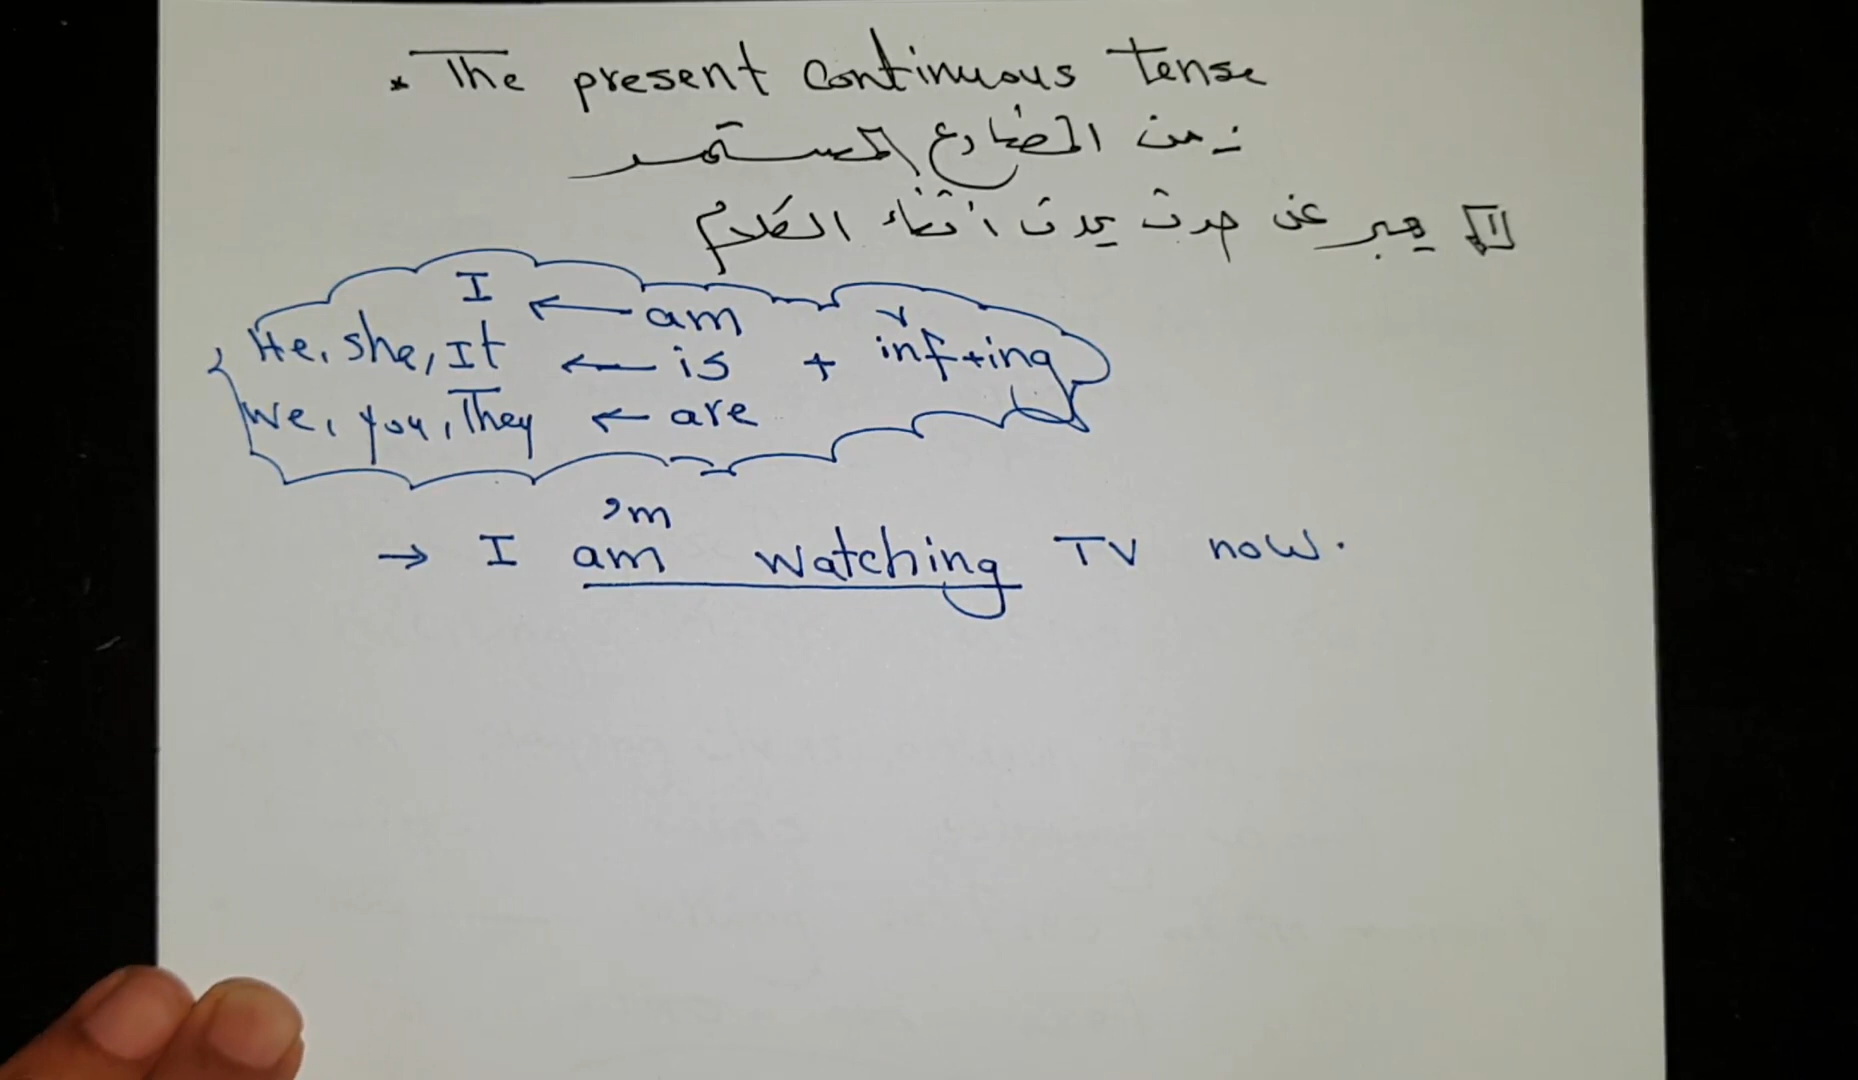 * The present continuous Tense
زمن المضارع المستمر
[1] يعبر عن حدث يحدث أثناء الكلام
I ← am
He, she, It ← is + inf + ing
We, you, They ← are
'm
→ I am watching TV now.